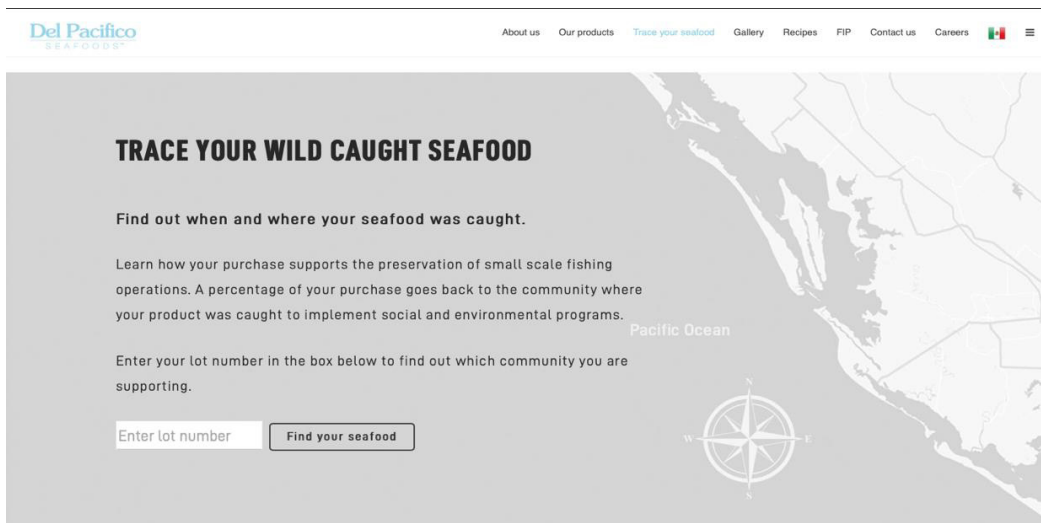 Del Pacifico
SEAFOODS
About us Our products Trace your seafood Gallery Recipes FIP Contact us Careers
TRACE YOUR WILD CAUGHT SEAFOOD
Find out when and where your seafood was caught.
Learn how your purchase supports the preservation of small scale fishing
operations. A percentage of your purchase goes back to the community where
your product was caught to implement social and environmental programs.
Pacific Ocean
Enter your lot number in the box below to find out which community you are
supporting.
Enter lot number Find your seafood
N
W E
S